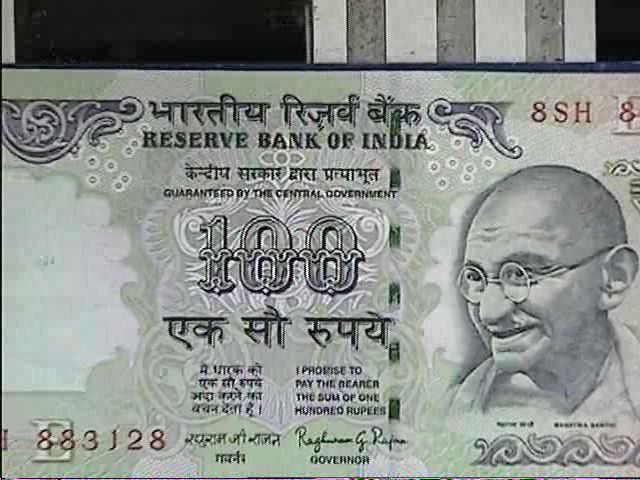 भारतीय रिज़र्व बैंक
RESERVE BANK OF INDIA
8SH 8
केन्दीय सरकार द्वारा प्रत्याभूत
GUARANTEED BY THE CENTRAL GOVERNMENT
100
एक सौ रुपये
मैं धारक को
एक सौ रुपये
अदा करने का
वचन देता हूँ।
I PROMISE TO
PAY THE BEARER
THE SUM OF ONE
HUNDRED RUPEES
883128
रघुराम जी राजन
गवर्नर
Raghuram G. Rajan
GOVERNOR
महात्मा गांधी
MAHATMA GANDHI